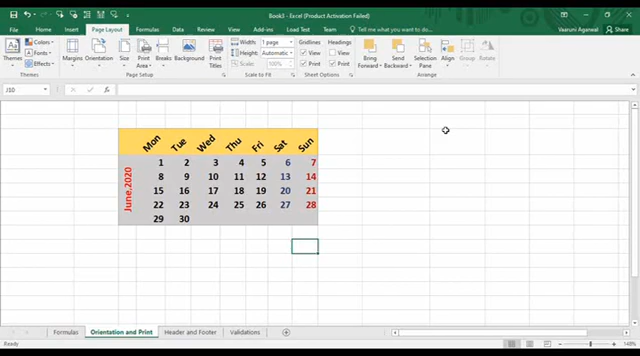 Book3 - Excel (Product Activation Failed)
Vaaruni Agarwal
File Home Insert Page Layout Formulas Data Review View Add-ins Load Test Team Tell me what you want to do... Share
Themes Colors Fonts Effects
Margins Orientation Size Print Area Breaks Background Print Titles
Width: 1 page
Height: Automatic
Scale: 100%
Gridlines Headings
View View
Print Print
Bring Forward Send Backward Selection Pane Align
Themes Page Setup Scale to Fit Sheet Options Arrange
J10 fx
Mon Tue Wed Thu Fri Sat Sun
June,2020
1 2 3 4 5 6 7
8 9 10 11 12 13 14
15 16 17 18 19 20 21
22 23 24 25 26 27 28
29 30
Formulas Orientation and Print Header and Footer Validations
Ready 148%